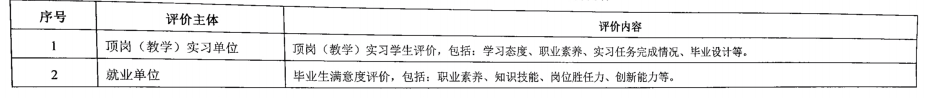 序号 评价主体 评价内容
1 顶岗（教学）实习单位 顶岗（教学）实习学生评价，包括：学习态度、职业素养、实习任务完成情况、毕业设计等。
2 就业单位 毕业生满意度评价，包括：职业素养、知识技能、岗位胜任力、创新能力等。